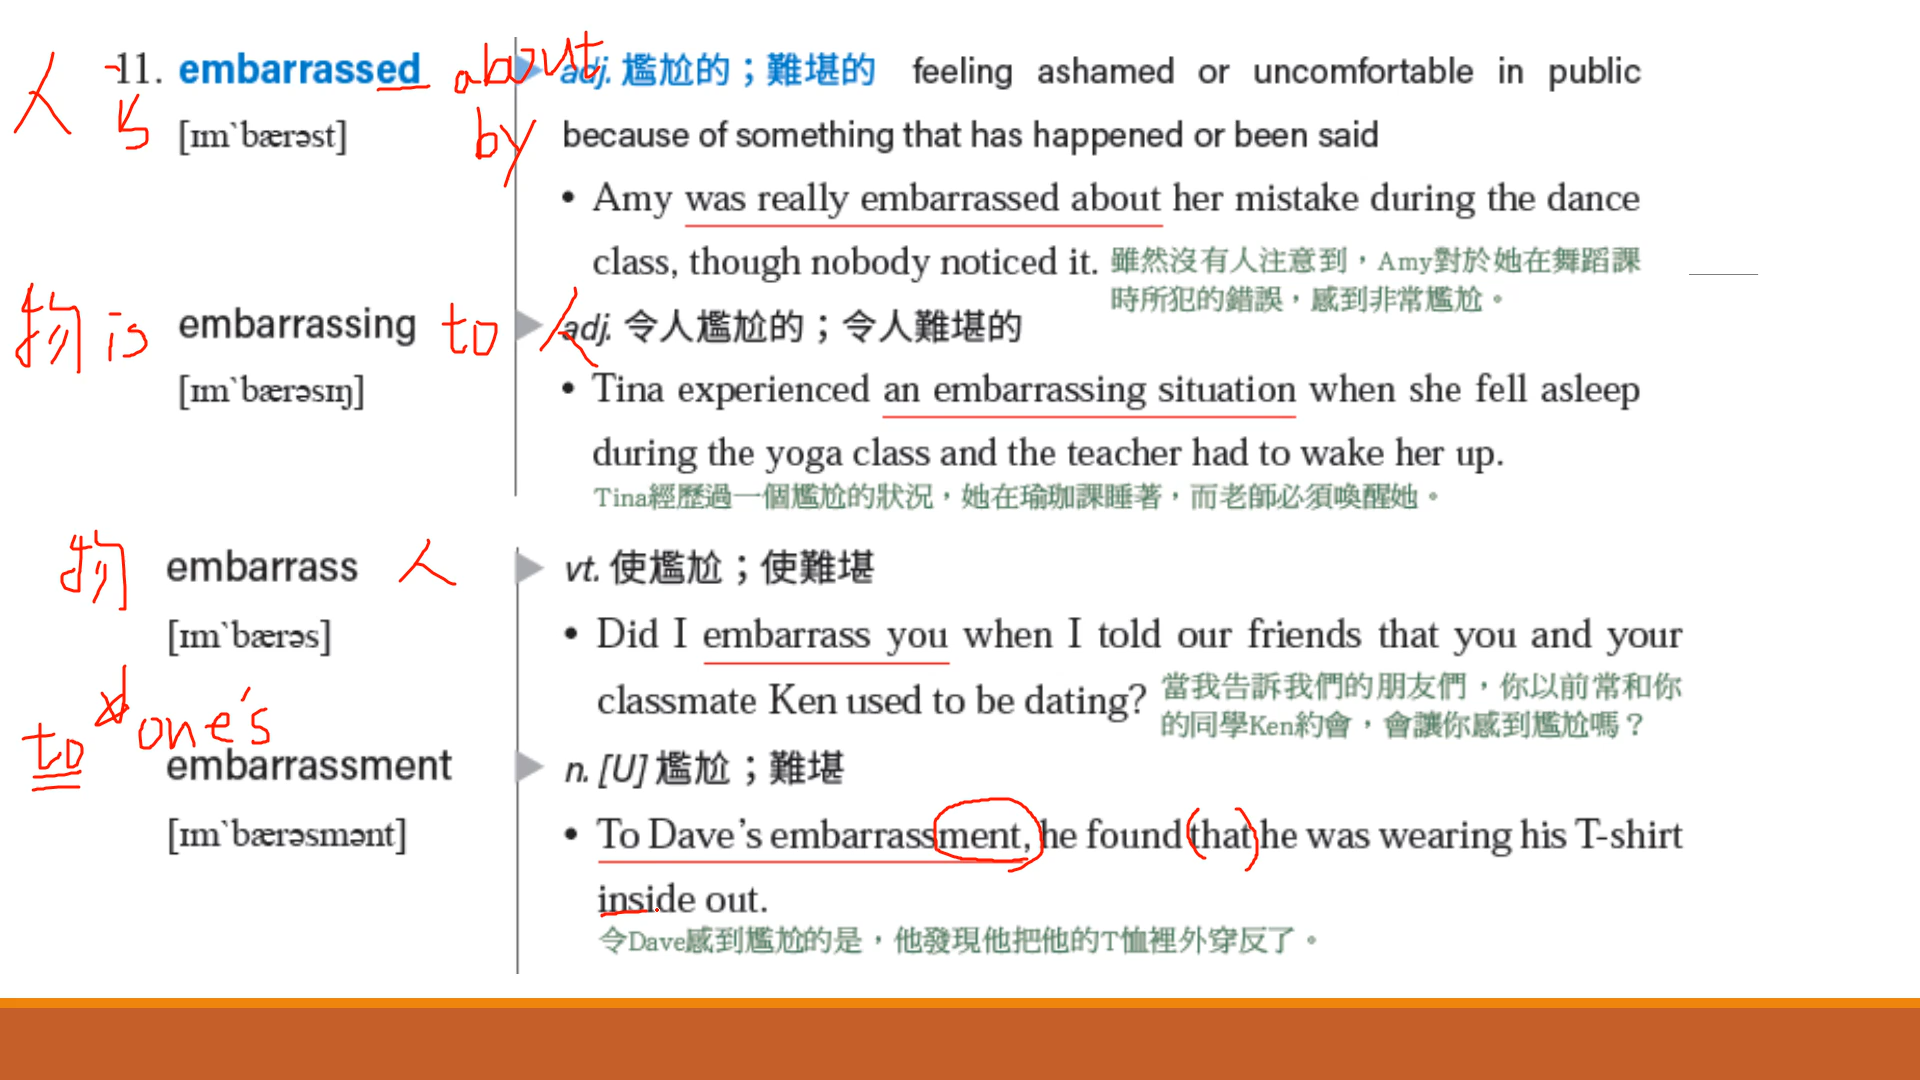 人 is 11. embarrassed about adj. 尷尬的；難堪的 feeling ashamed or uncomfortable in public
[ɪmˋbærəst] by because of something that has happened or been said
• Amy was really embarrassed about her mistake during the dance
class, though nobody noticed it. 雖然沒有人注意到，Amy對於她在舞蹈課
時所犯的錯誤，感到非常尷尬。
物 is embarrassing to 人 adj. 令人尷尬的；令人難堪的
[ɪmˋbærəsɪŋ] • Tina experienced an embarrassing situation when she fell asleep
during the yoga class and the teacher had to wake her up.
Tina經歷過一個尷尬的狀況，她在瑜珈課睡著，而老師必須喚醒她。
物 embarrass 人 vt. 使尷尬；使難堪
[ɪmˋbærəs] • Did I embarrass you when I told our friends that you and your
classmate Ken used to be dating? 當我告訴我們的朋友們，你以前常和你
的同學Ken約會，會讓你感到尷尬嗎？
to one's
embarrassment n. [U] 尷尬；難堪
[ɪmˋbærəsmənt] • To Dave's embarrassment, he found (that) he was wearing his T-shirt
inside out.
令Dave感到尷尬的是，他發現他把他的T恤裡外穿反了。